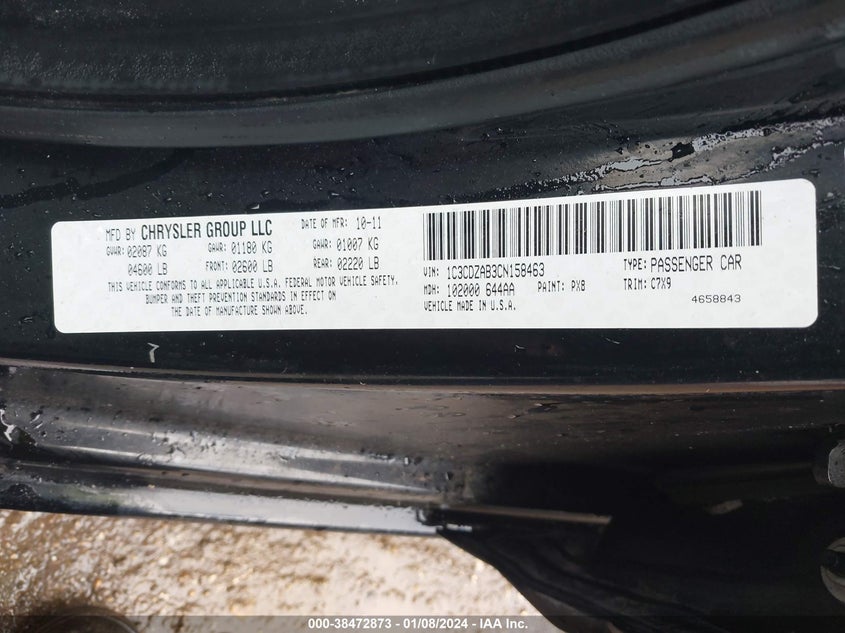 MFD BY CHRYSLER GROUP LLC DATE OF MFR: 10-11
GVWR: 02087 KG GAWR: 01180 KG GAWR: 01007 KG
04600 LB FRONT: 02600 LB REAR: 02220 LB
THIS VEHICLE CONFORMS TO ALL APPLICABLE U.S.A. FEDERAL MOTOR VEHICLE SAFETY,
BUMPER AND THEFT PREVENTION STANDARDS IN EFFECT ON
THE DATE OF MANUFACTURE SHOWN ABOVE.
VIN: 1C3CDZAB3CN158463 TYPE: PASSENGER CAR
MDH: 102000 644AA PAINT: PX8 TRIM: C7X9
VEHICLE MADE IN U.S.A. 4658843
000-38472873 - 01/08/2024 - IAA Inc.